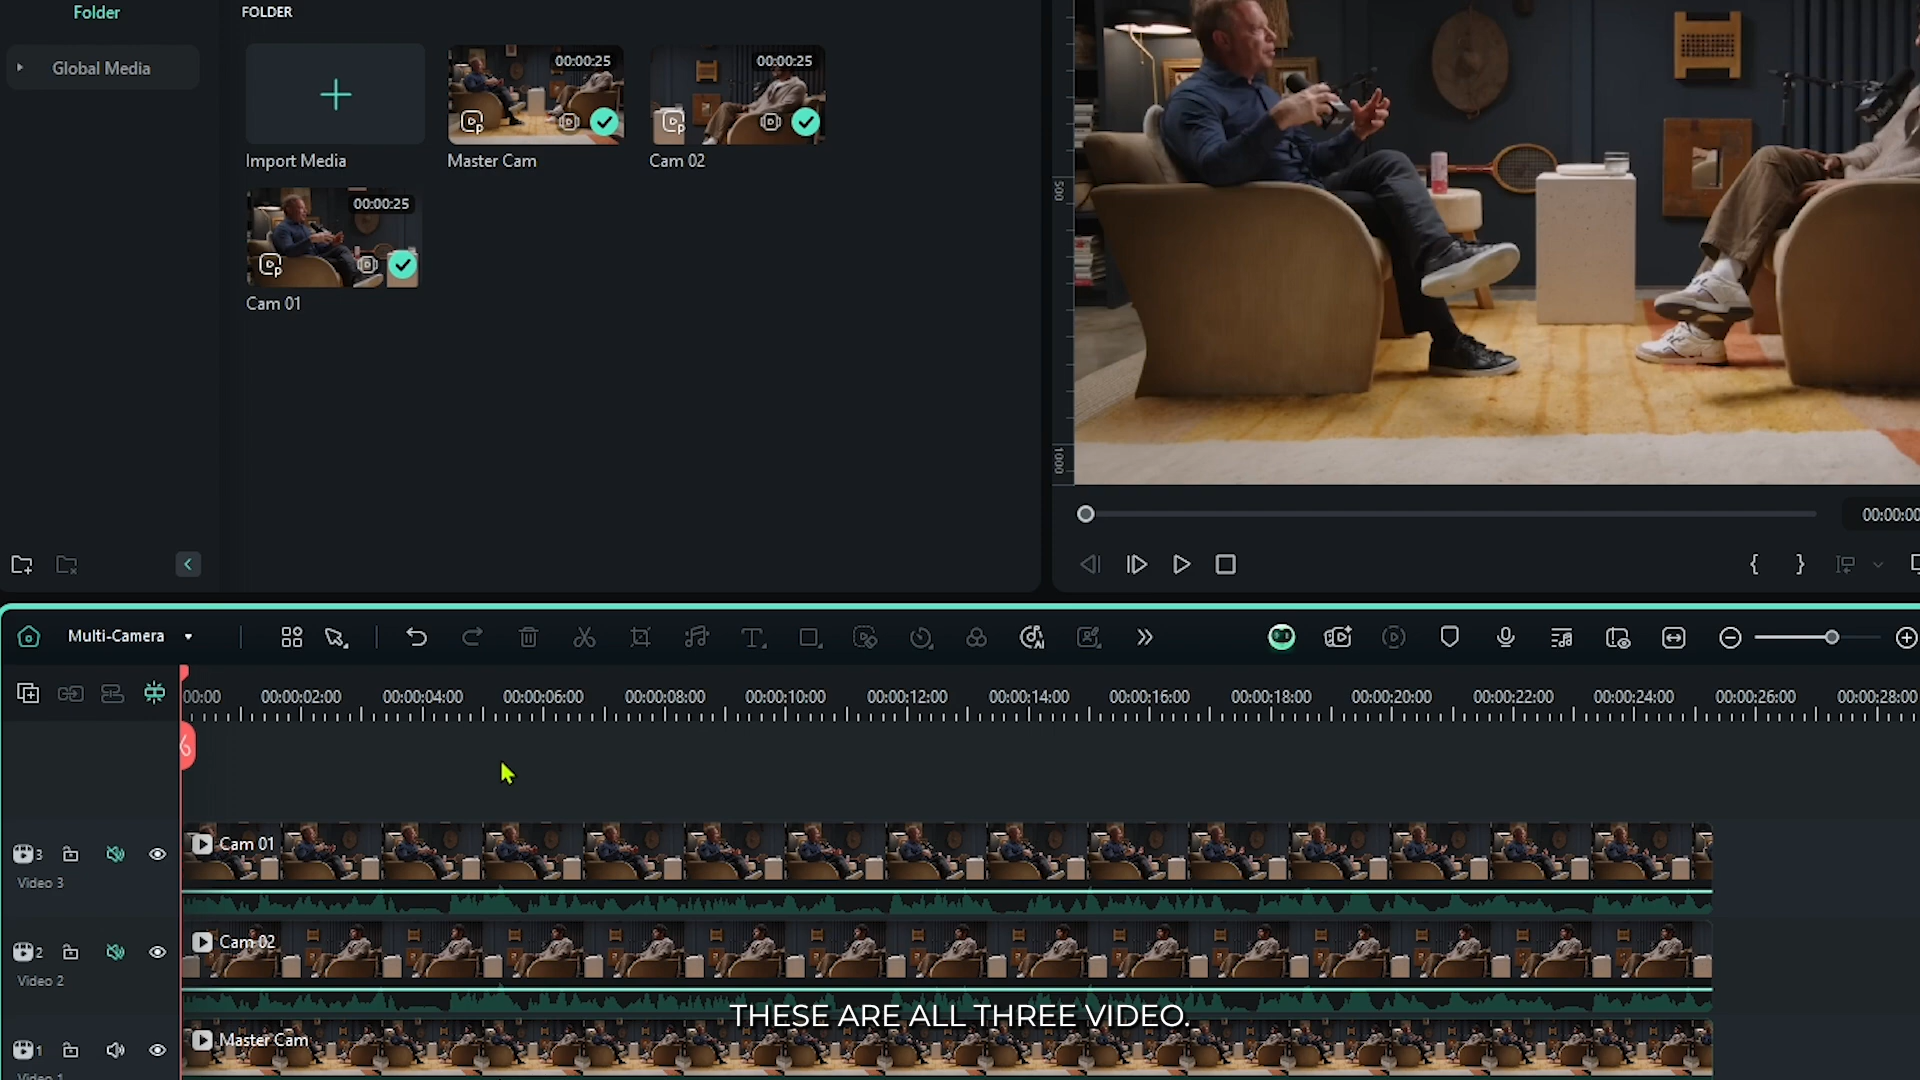 Folder
FOLDER
Global Media
Import Media
00:00:25
Master Cam
00:00:25
Cam 02
00:00:25
Cam 01
500
1000
00:00:00
Multi-Camera
00:00
00:00:02:00
00:00:04:00
00:00:06:00
00:00:08:00
00:00:10:00
00:00:12:00
00:00:14:00
00:00:16:00
00:00:18:00
00:00:20:00
00:00:22:00
00:00:24:00
00:00:26:00
00:00:28:00
3
Video 3
Cam 01
2
Video 2
Cam 02
THESE ARE ALL THREE VIDEO.
1
Video 1
Master Cam